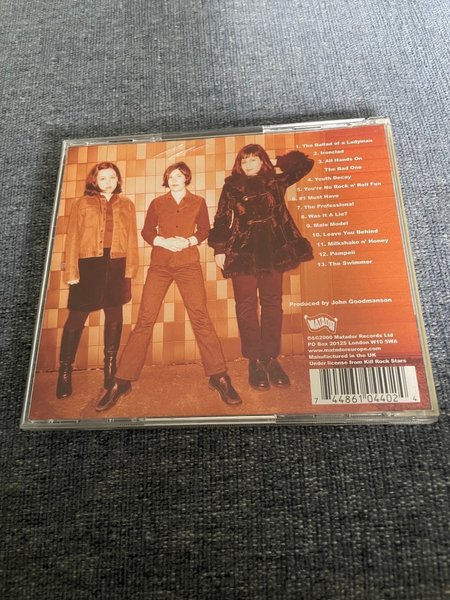 1. The Ballad of a Ladyman
2. Ironclad
3. All Hands On
The Bad One
4. Youth Decay
5. You're No Rock n' Roll Fun
6. #1 Must Have
7. The Professional
8. Was It A Lie?
9. Male Model
10. Leave You Behind
11. Milkshake n' Honey
12. Pompeii
13. The Swimmer
Produced by John Goodmanson
MATADOR
℗&©2000 Matador Records Ltd
PO Box 20125 London W10 5WA
www.matadoreurope.com
Manufactured in the UK
Under license from Kill Rock Stars
7 44861 04402 4